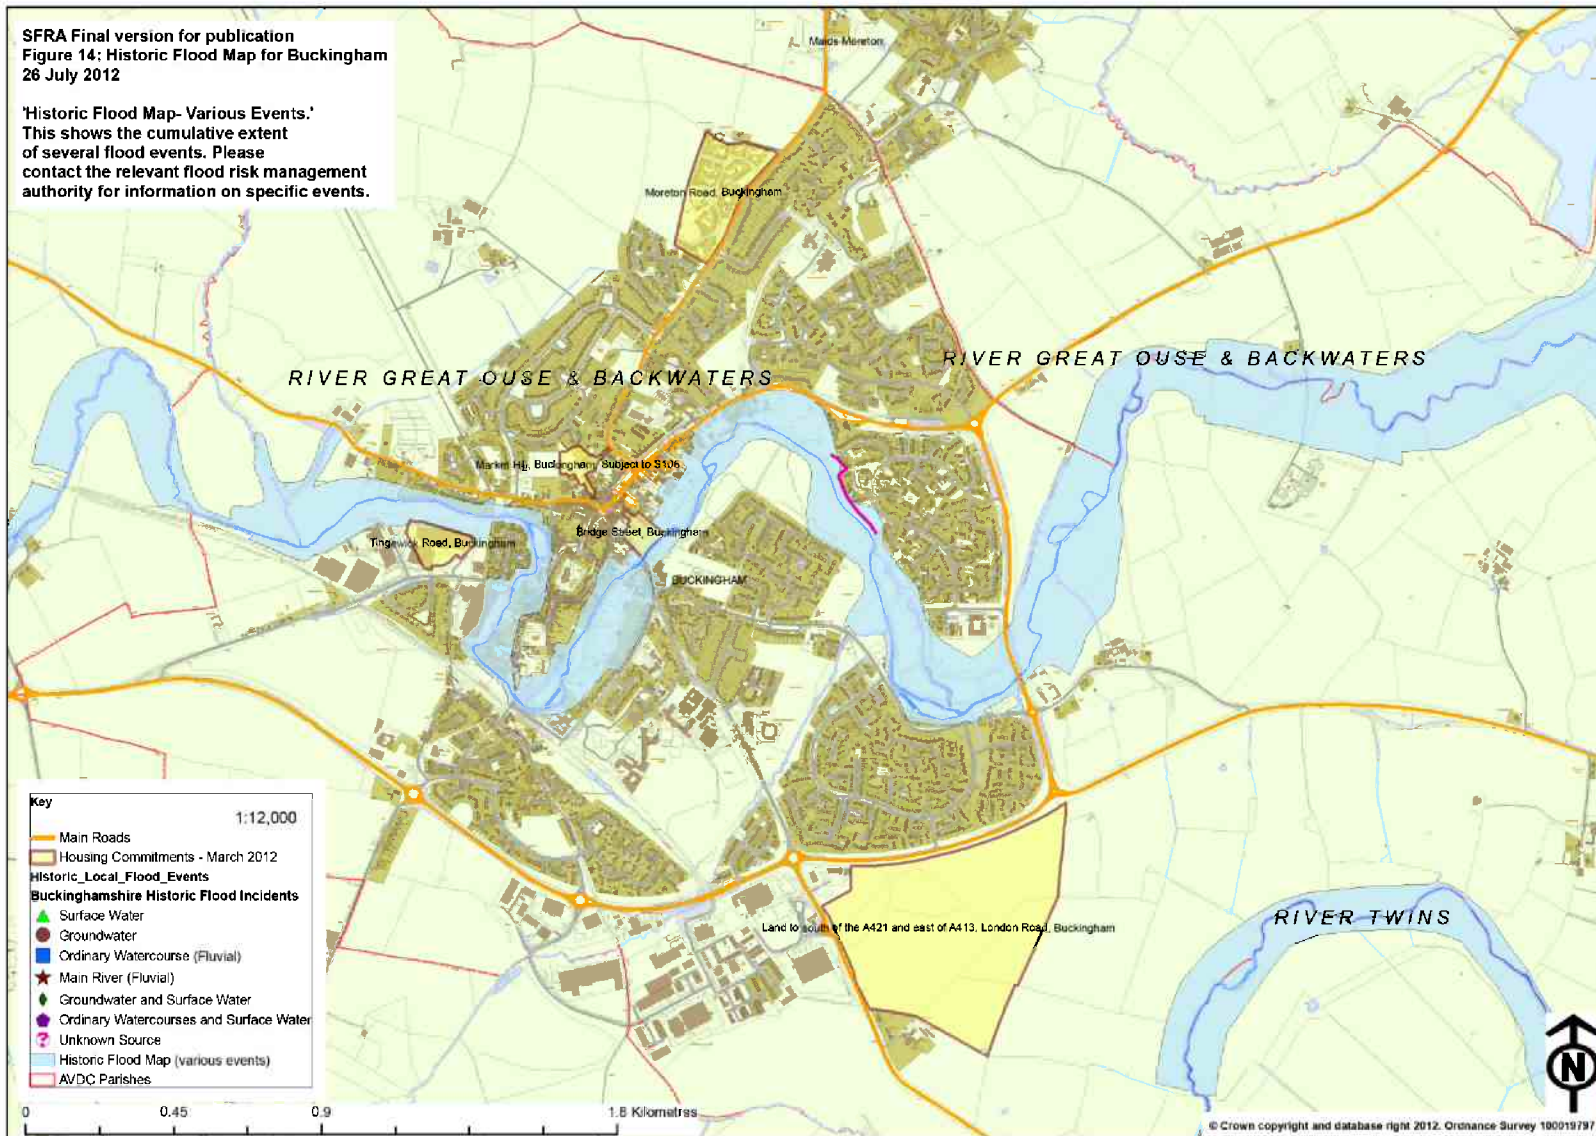 SFRA Final version for publication
Figure 14: Historic Flood Map for Buckingham
26 July 2012
'Historic Flood Map- Various Events.'
This shows the cumulative extent
of several flood events. Please
contact the relevant flood risk management
authority for information on specific events.
Maids Moreton
Moreton Road, Buckingham
RIVER GREAT OUSE & BACKWATERS
RIVER GREAT OUSE & BACKWATERS
Market Hill, Buckingham, Subject to S106
Bridge Street, Buckingham
Tingewick Road, Buckingham
BUCKINGHAM
Land to south of the A421 and east of A413, London Road, Buckingham
RIVER TWINS
Key
1:12,000
Main Roads
Housing Commitments - March 2012
Historic_Local_Flood_Events
Buckinghamshire Historic Flood Incidents
Surface Water
Groundwater
Ordinary Watercourse (Fluvial)
Main River (Fluvial)
Groundwater and Surface Water
Ordinary Watercourses and Surface Water
Unknown Source
Historic Flood Map (various events)
AVDC Parishes
0 0.45 0.9 1.8 Kilometres
N
© Crown copyright and database right 2012. Ordnance Survey 100019797